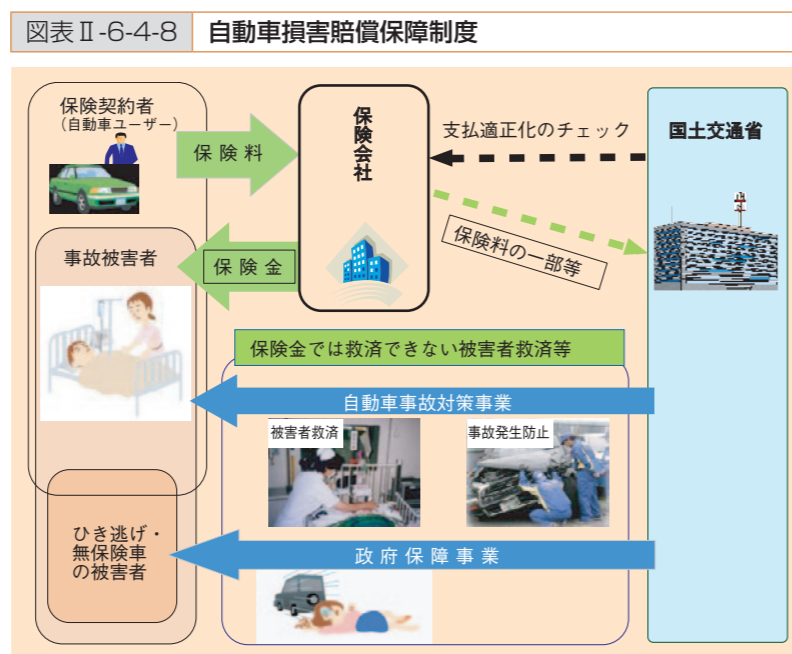 図表Ⅱ-6-4-8 自動車損害賠償保障制度
保険契約者
(自動車ユーザー)
保険料
保険会社
支払適正化のチェック
国土交通省
保険料の一部等
事故被害者
保険金
保険金では救済できない被害者救済等
自動車事故対策事業
被害者救済
事故発生防止
ひき逃げ・
無保険車
の被害者
政府保障事業